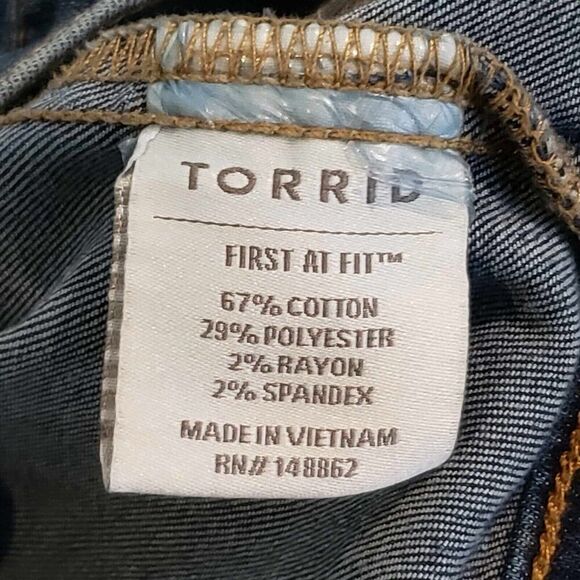 TORRID
FIRST AT FIT™
67% COTTON
29% POLYESTER
2% RAYON
2% SPANDEX
MADE IN VIETNAM
RN# 148862